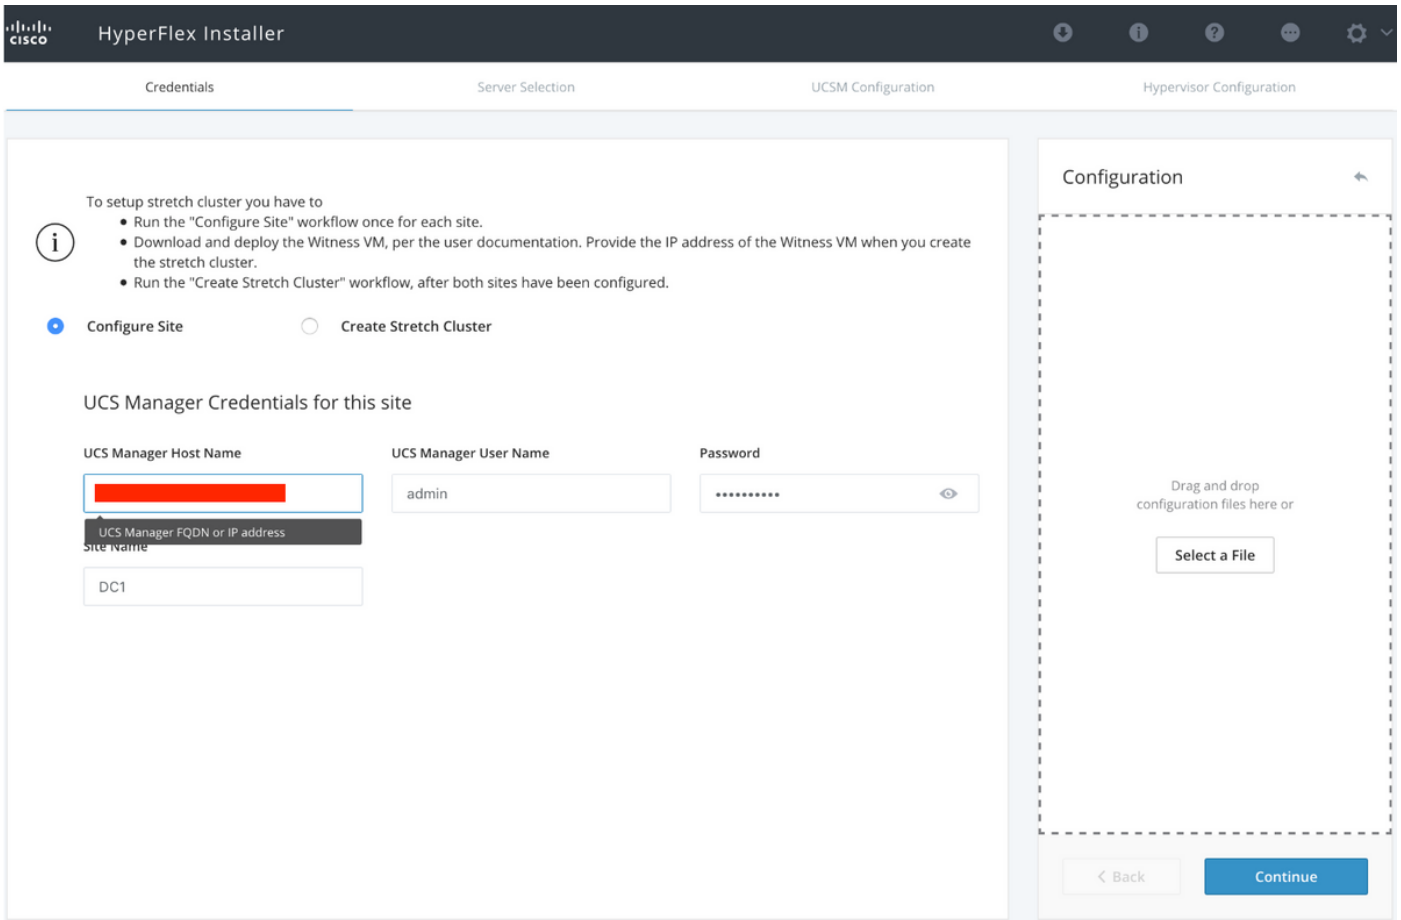 cisco
HyperFlex Installer
Credentials
Server Selection
UCSM Configuration
Hypervisor Configuration
To setup stretch cluster you have to
Run the "Configure Site" workflow once for each site.
Download and deploy the Witness VM, per the user documentation. Provide the IP address of the Witness VM when you create
the stretch cluster.
Run the "Create Stretch Cluster" workflow, after both sites have been configured.
Configure Site
Create Stretch Cluster
UCS Manager Credentials for this site
UCS Manager Host Name
UCS Manager User Name
Password
admin
••••••••••
UCS Manager FQDN or IP address
Site Name
DC1
Configuration
Drag and drop
configuration files here or
Select a File
< Back
Continue